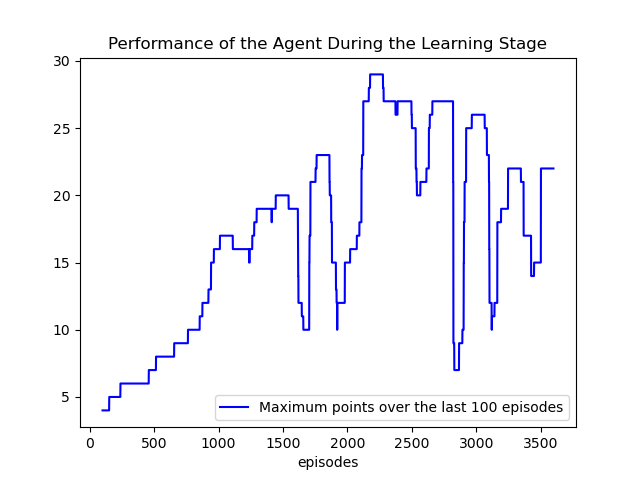 Performance of the Agent During the Learning Stage
30
25
20
15
10
5
Maximum points over the last 100 episodes
0 500 1000 1500 2000 2500 3000 3500
episodes